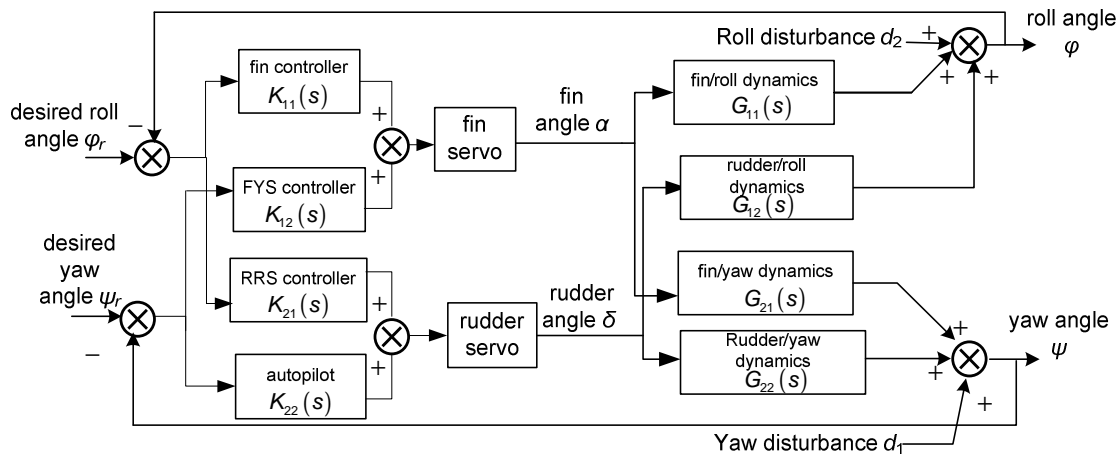 roll angle
φ
Roll disturbance d2
+
+
+
fin controller
K11(s)
fin/roll dynamics
G11(s)
desired roll
angle φr
−
+
+
fin
servo
fin
angle α
FYS controller
K12(s)
rudder/roll
dynamics
G12(s)
desired
yaw
angle ψr
−
RRS controller
K21(s)
+
+
rudder
servo
rudder
angle δ
fin/yaw dynamics
G21(s)
Rudder/yaw
dynamics
G22(s)
+
+
+
yaw angle
ψ
autopilot
K22(s)
Yaw disturbance d1